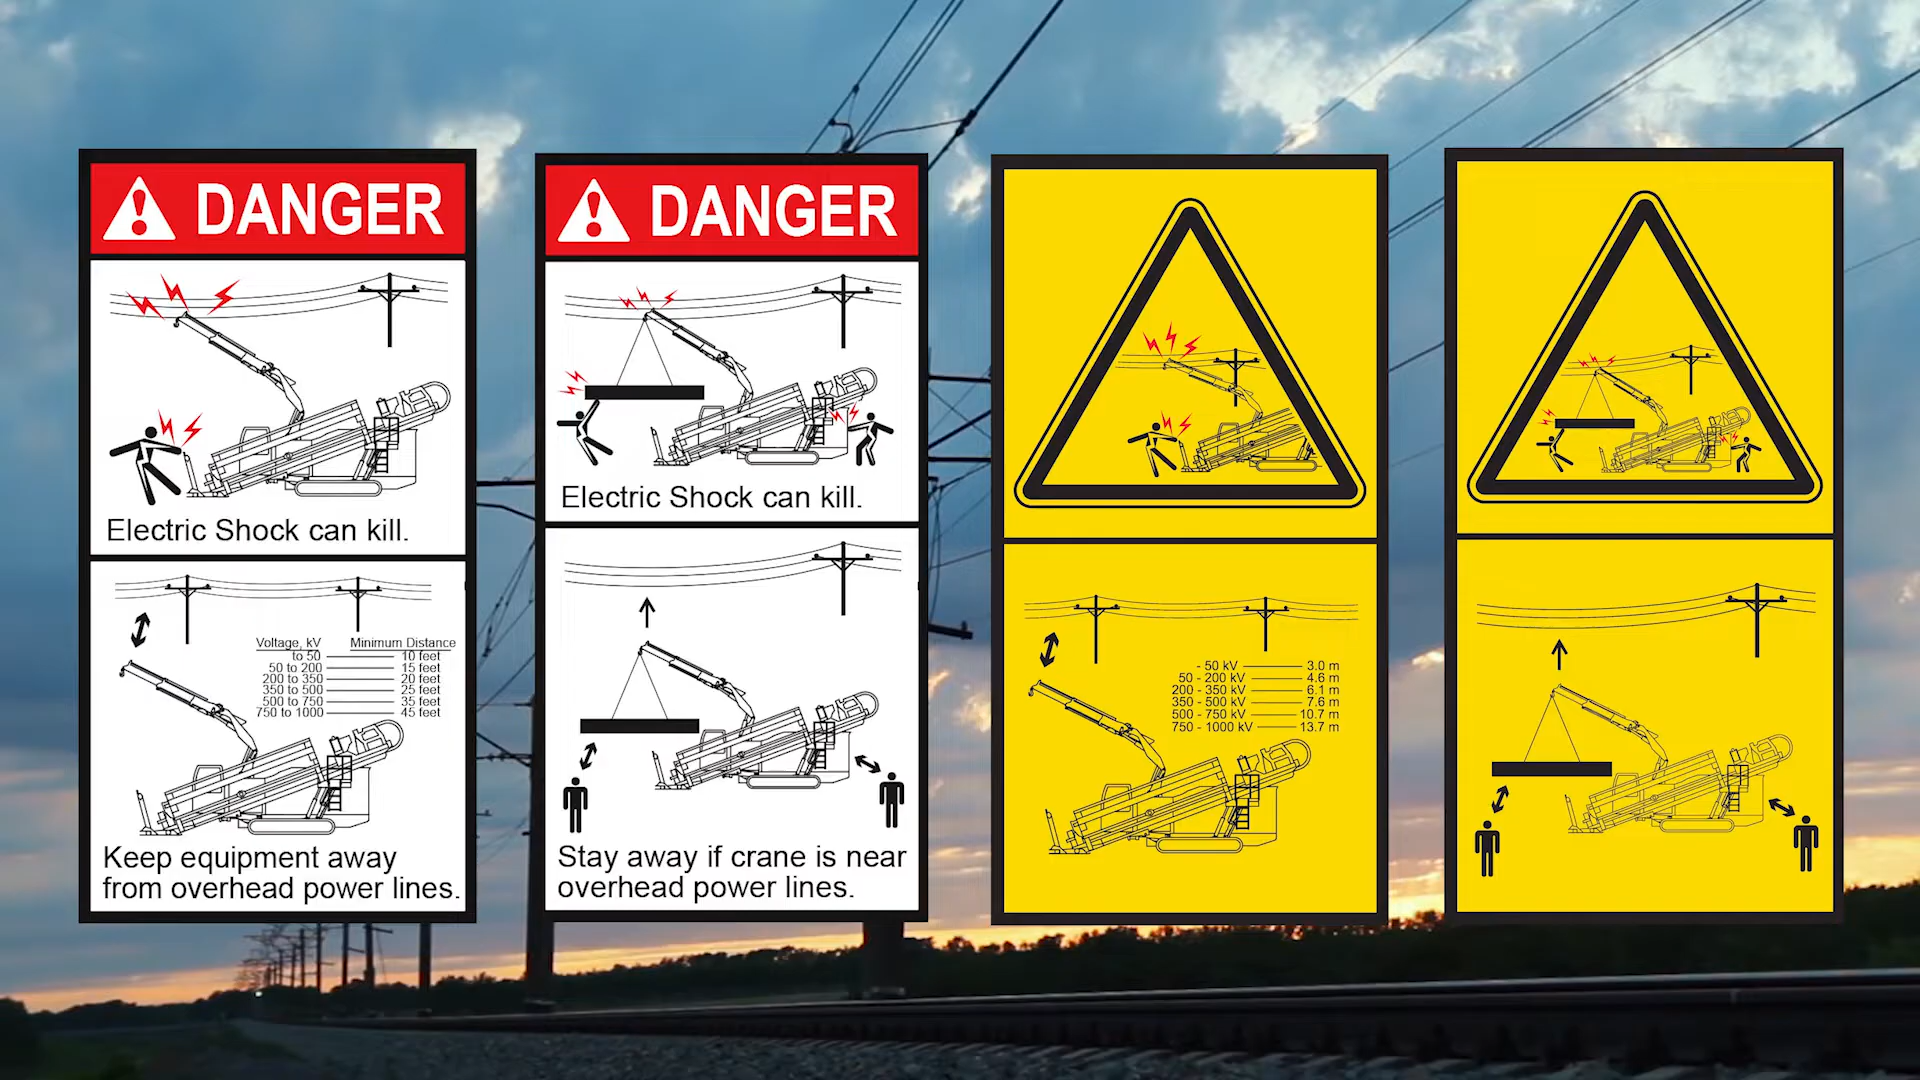 DANGER
Electric Shock can kill.
Voltage, kV Minimum Distance
to 50 10 feet
50 to 200 15 feet
200 to 350 20 feet
350 to 500 25 feet
500 to 750 35 feet
750 to 1000 45 feet
Keep equipment away
from overhead power lines.
DANGER
Electric Shock can kill.
Stay away if crane is near
overhead power lines.
- 50 kV 3.0 m
50 - 200 kV 4.6 m
200 - 350 kV 6.1 m
350 - 500 kV 7.6 m
500 - 750 kV 10.7 m
750 - 1000 kV 13.7 m